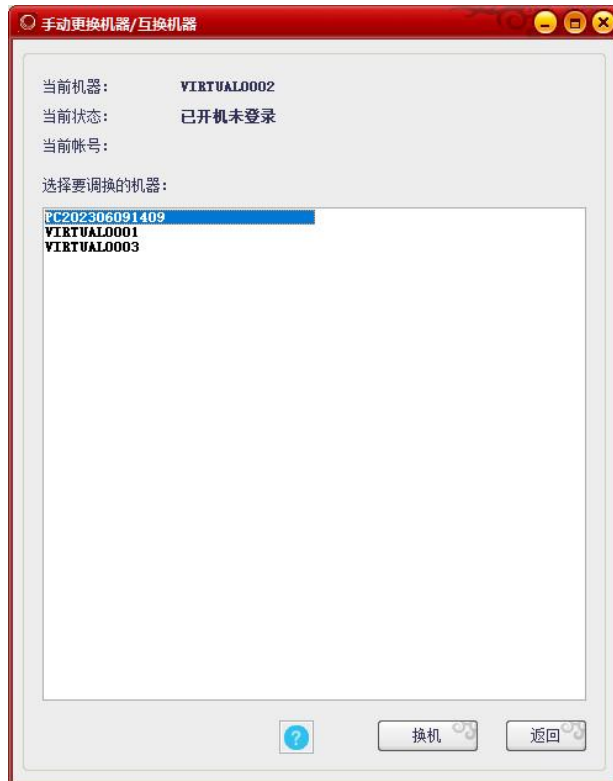 手动更换机器/互换机器
当前机器: VIRTUAL0002
当前状态: 已开机未登录
当前帐号:
选择要调换的机器:
PC202306091409
VIRTUAL0001
VIRTUAL0003
?
换机 返回